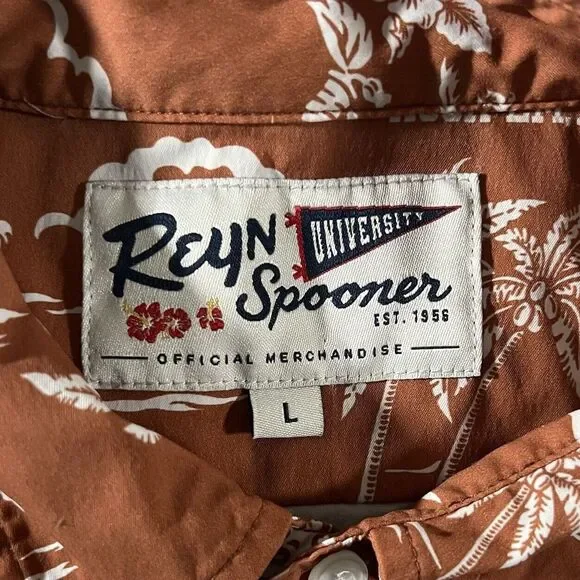 REYN
UNIVERSITY
Spooner
EST. 1956
OFFICIAL MERCHANDISE
L